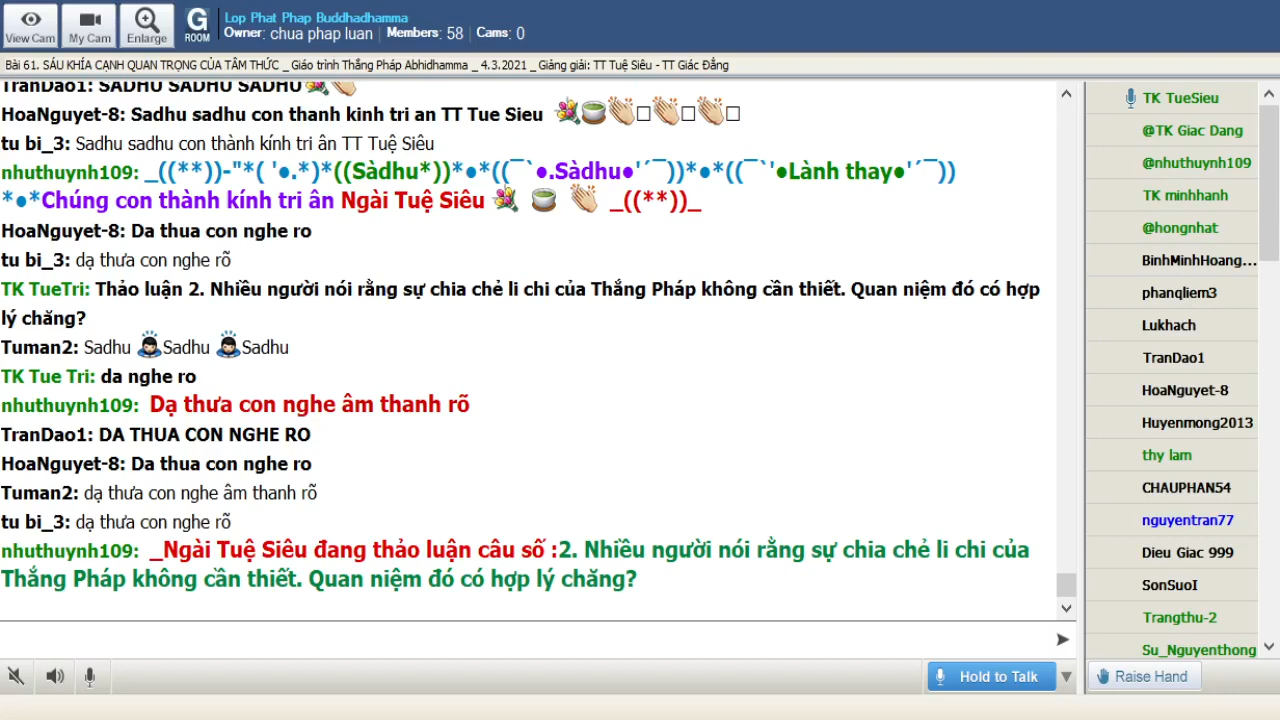 View Cam
My Cam
Enlarge
G
ROOM
Lop Phat Phap Buddhadhamma
Owner: chua phap luan | Members: 58 | Cams: 0
Bài 61. SÁU KHÍA CẠNH QUAN TRỌNG CỦA TÂM THỨC _ Giáo trình Thắng Pháp Abhidhamma _ 4.3.2021 _ Giảng giải: TT Tuệ Siêu - TT Giác Đẳng
TranDao1: SADHU SADHU SADHU
HoaNguyet-8: Sadhu sadhu con thanh kinh tri an TT Tue Sieu
tu bi_3: Sadhu sadhu con thành kính tri ân TT Tuệ Siêu
nhuthuynh109: _((**))-"*( '●.*)*((Sàdhu*))*●*((¯`●.Sàdhu●'´¯))*●*((¯`'●Lành thay●'´¯))
*●*Chúng con thành kính tri ân Ngài Tuệ Siêu _((**))_
HoaNguyet-8: Da thua con nghe ro
tu bi_3: dạ thưa con nghe rõ
TK TueTri: Thảo luận 2. Nhiều người nói rằng sự chia chẻ li chi của Thắng Pháp không cần thiết. Quan niệm đó có hợp
lý chăng?
Tuman2: Sadhu Sadhu Sadhu
TK Tue Tri: da nghe ro
nhuthuynh109: Dạ thưa con nghe âm thanh rõ
TranDao1: DA THUA CON NGHE RO
HoaNguyet-8: Da thua con nghe ro
Tuman2: dạ thưa con nghe âm thanh rõ
tu bi_3: dạ thưa con nghe rõ
nhuthuynh109: _Ngài Tuệ Siêu đang thảo luận câu số :2. Nhiều người nói rằng sự chia chẻ li chi của
Thắng Pháp không cần thiết. Quan niệm đó có hợp lý chăng?
Hold to Talk
TK TueSieu
@TK Giac Dang
@nhuthuynh109
TK minhhanh
@hongnhat
BinhMinhHoang...
phanqliem3
Lukhach
TranDao1
HoaNguyet-8
Huyenmong2013
thy lam
CHAUPHAN54
nguyentran77
Dieu Giac 999
SonSuoI
Trangthu-2
Su_Nguyenthong
Raise Hand